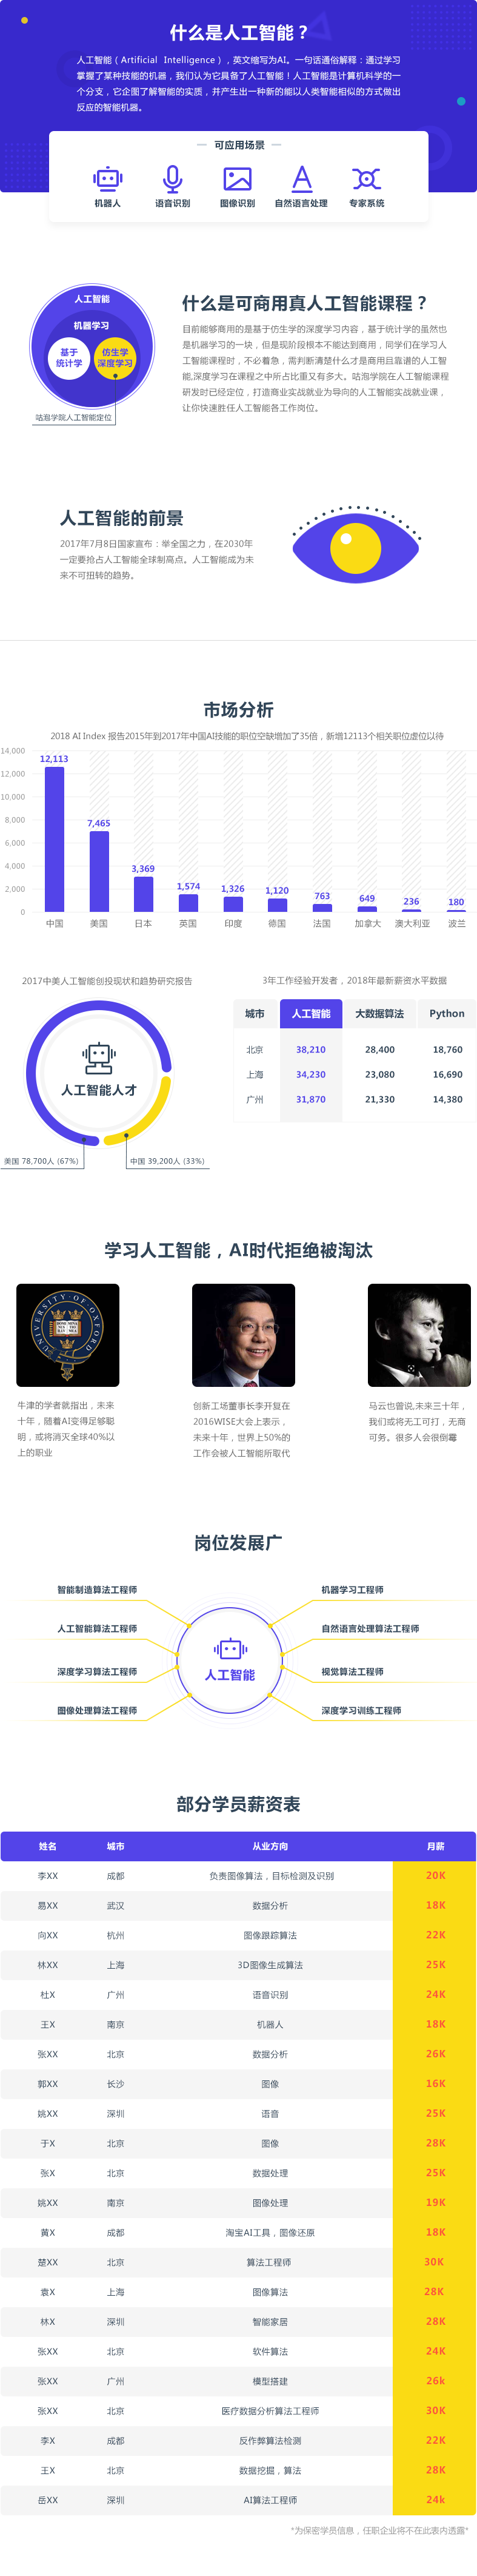 什么是人工智能？
人工智能（Artificial Intelligence），英文缩写为AI。一句话通俗解释：通过学习
掌握了某种技能的机器，我们认为它具备了人工智能！人工智能是计算机科学的一
个分支，它企图了解智能的实质，并产生出一种新的能以人类智能相似的方式做出
反应的智能机器。
可应用场景
机器人 语音识别 图像识别 自然语言处理 专家系统
人工智能
机器学习
基于
统计学
仿生学
深度学习
咕泡学院人工智能定位
什么是可商用真人工智能课程？
目前能够商用的是基于仿生学的深度学习内容，基于统计学的虽然也
是机器学习的一块，但是现阶段根本不能达到商用，同学们在学习人
工智能课程时，不必着急，需判断清楚什么才是商用且靠谱的人工智
能,深度学习在课程之中所占比重又有多大。咕泡学院在人工智能课程
研发时已经定位，打造商业实战就业为导向的人工智能实战就业课，
让你快速胜任人工智能各工作岗位。
人工智能的前景
2017年7月8日国家宣布：举全国之力，在2030年
一定要抢占人工智能全球制高点。人工智能成为未
来不可扭转的趋势。
市场分析
2018 AI Index 报告2015年到2017年中国AI技能的职位空缺增加了35倍，新增12113个相关职位虚位以待
14,000
12,000
10,000
8,000
6,000
4,000
2,000
0
12,113 7,465 3,369 1,574 1,326 1,120 763 649 236 180
中国 美国 日本 英国 印度 德国 法国 加拿大 澳大利亚 波兰
2017中美人工智能创投现状和趋势研究报告
人工智能人才
美国 78,700人 (67%)
中国 39,200人 (33%)
3年工作经验开发者，2018年最新薪资水平数据
城市 人工智能 大数据算法 Python
北京 38,210 28,400 18,760
上海 34,230 23,080 16,690
广州 31,870 21,330 14,380
学习人工智能，AI时代拒绝被淘汰
UNIVERSITY OF OXFORD
牛津的学者就指出，未来
十年，随着AI变得足够聪
明，或将消灭全球40%以
上的职业
创新工场董事长李开复在
2016WISE大会上表示，
未来十年，世界上50%的
工作会被人工智能所取代
马云也曾说,未来三十年，
我们或将无工可打，无商
可务。很多人会很倒霉
岗位发展广
智能制造算法工程师
人工智能算法工程师
深度学习算法工程师
图像处理算法工程师
人工智能
机器学习工程师
自然语言处理算法工程师
视觉算法工程师
深度学习训练工程师
部分学员薪资表
姓名 城市 从业方向 月薪
李XX 成都 负责图像算法，目标检测及识别 20K
易XX 武汉 数据分析 18K
向XX 杭州 图像跟踪算法 22K
林XX 上海 3D图像生成算法 25K
杜X 广州 语音识别 24K
王X 南京 机器人 18K
张XX 北京 数据分析 26K
郭XX 长沙 图像 16K
姚XX 深圳 语音 25K
于X 北京 图像 28K
张X 北京 数据处理 25K
姚XX 南京 图像处理 19K
黄X 成都 淘宝AI工具，图像还原 18K
楚XX 北京 算法工程师 30K
袁X 上海 图像算法 28K
林X 深圳 智能家居 28K
张XX 北京 软件算法 24K
张XX 广州 模型搭建 26k
张XX 北京 医疗数据分析算法工程师 30K
李X 成都 反作弊算法检测 22K
王X 北京 数据挖掘，算法 28K
岳XX 深圳 AI算法工程师 24k
*为保密学员信息，任职企业将不在此表内透露*